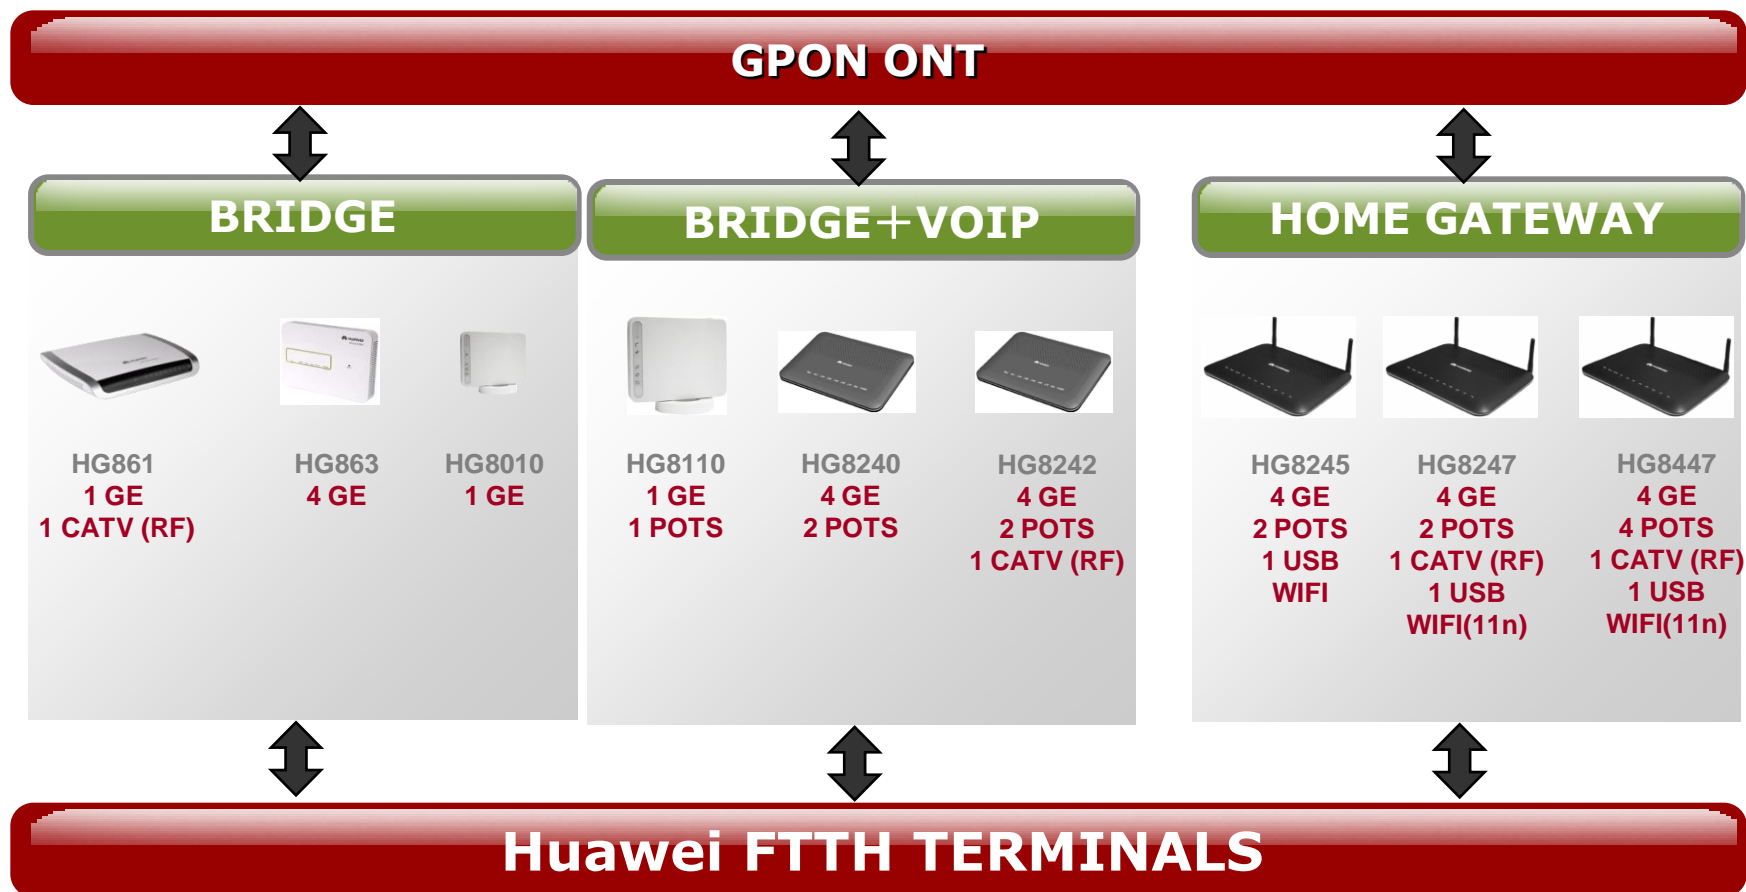 GPON ONT
BRIDGE
BRIDGE+VOIP
HOME GATEWAY
HG861
1 GE
1 CATV (RF)
HG863
4 GE
HG8010
1 GE
HG8110
1 GE
1 POTS
HG8240
4 GE
2 POTS
HG8242
4 GE
2 POTS
1 CATV (RF)
HG8245
4 GE
2 POTS
1 USB
WIFI
HG8247
4 GE
2 POTS
1 CATV (RF)
1 USB
WIFI(11n)
HG8447
4 GE
4 POTS
1 CATV (RF)
1 USB
WIFI(11n)
Huawei FTTH TERMINALS